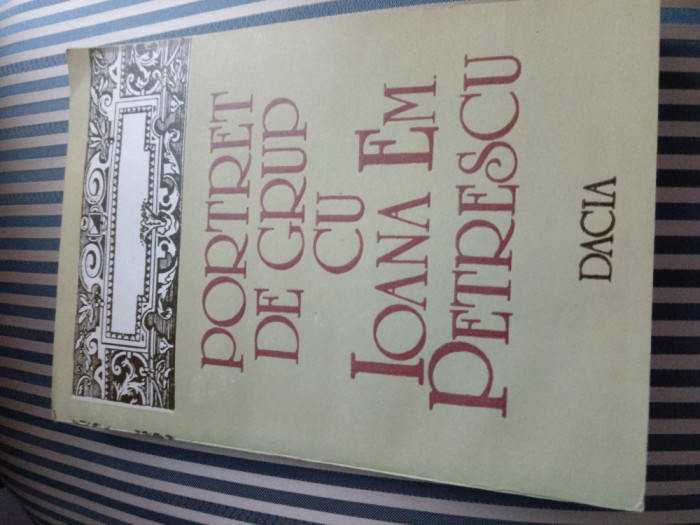 PORTRET
DE GRUP
CU
IOANA EM.
PETRESCU
DACIA